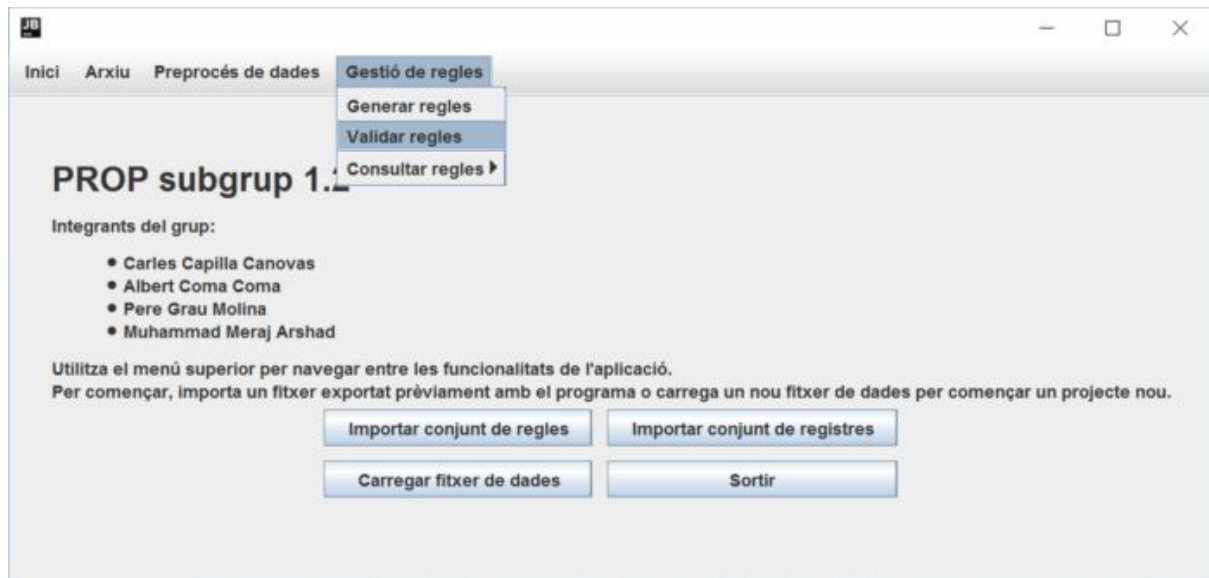 JB
Inici Arxiu Preprocés de dades Gestió de regles
Generar regles
Validar regles
Consultar regles
PROP subgrup 1.2
Integrants del grup:
Carles Capilla Canovas
Albert Coma Coma
Pere Grau Molina
Muhammad Meraj Arshad
Utilitza el menú superior per navegar entre les funcionalitats de l'aplicació.
Per començar, importa un fitxer exportat prèviament amb el programa o carrega un nou fitxer de dades per començar un projecte nou.
Importar conjunt de regles Importar conjunt de registres
Carregar fitxer de dades Sortir